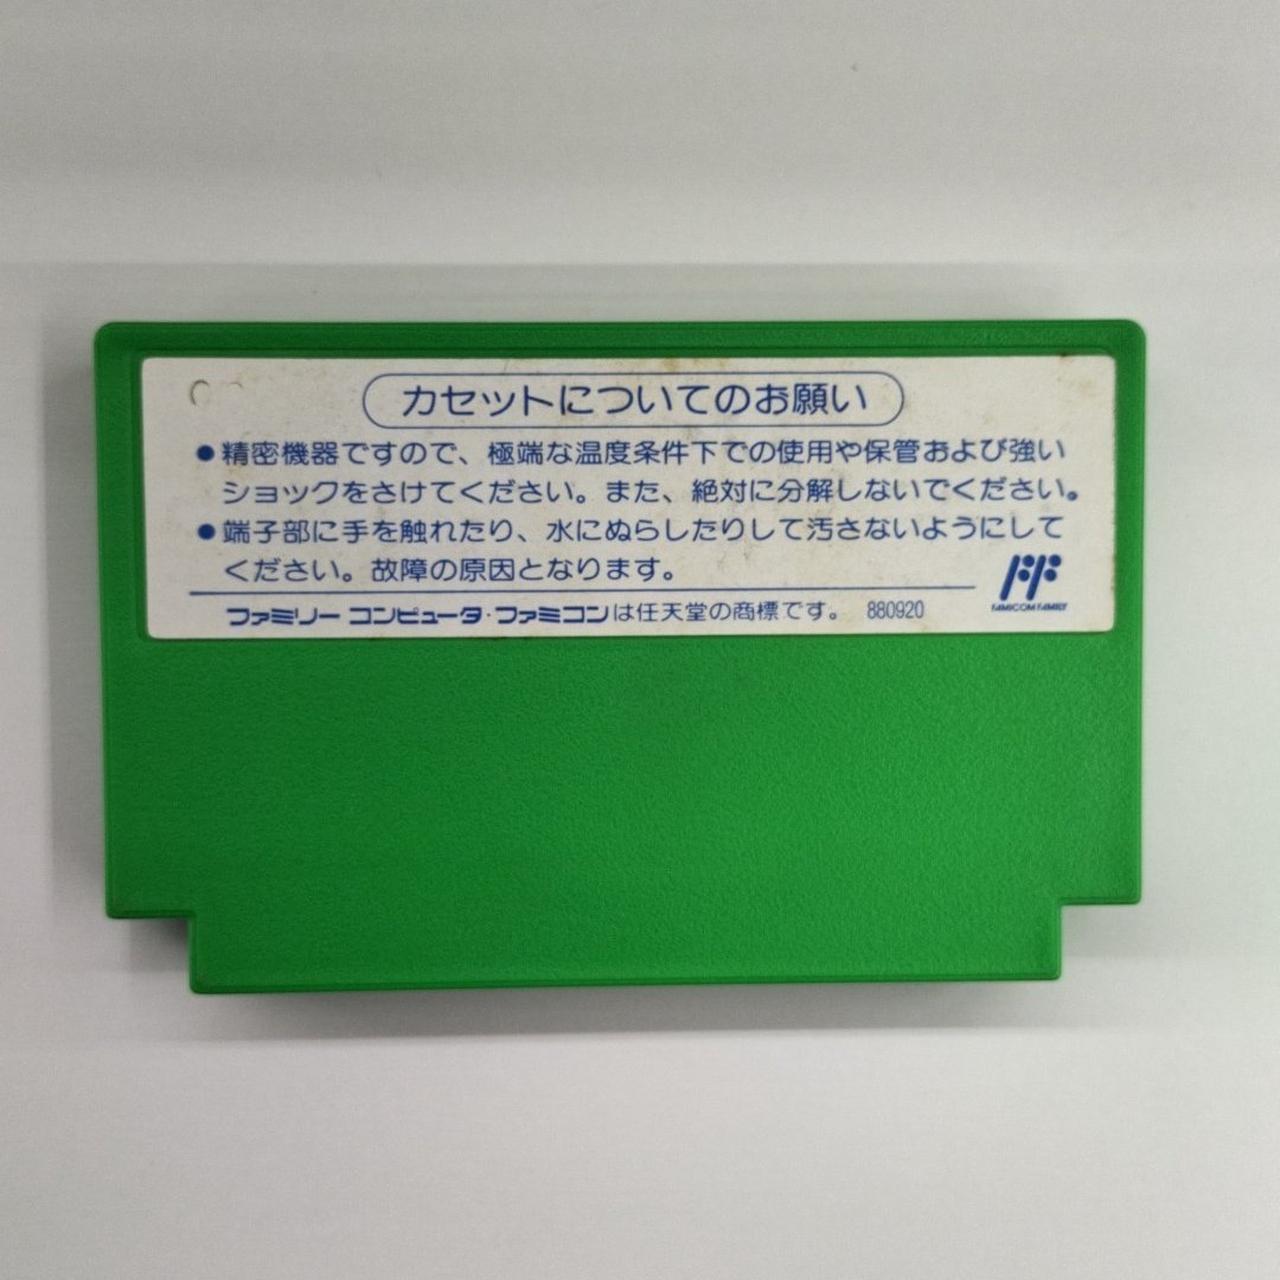 カセットについてのお願い
●精密機器ですので、極端な温度条件下での使用や保管および強い
ショックをさけてください。また、絶対に分解しないでください。
●端子部に手を触れたり、水にぬらしたりして汚さないようにして
ください。故障の原因となります。
FAMICOM FAMILY
ファミリーコンピュータ・ファミコンは任天堂の商標です。 880920